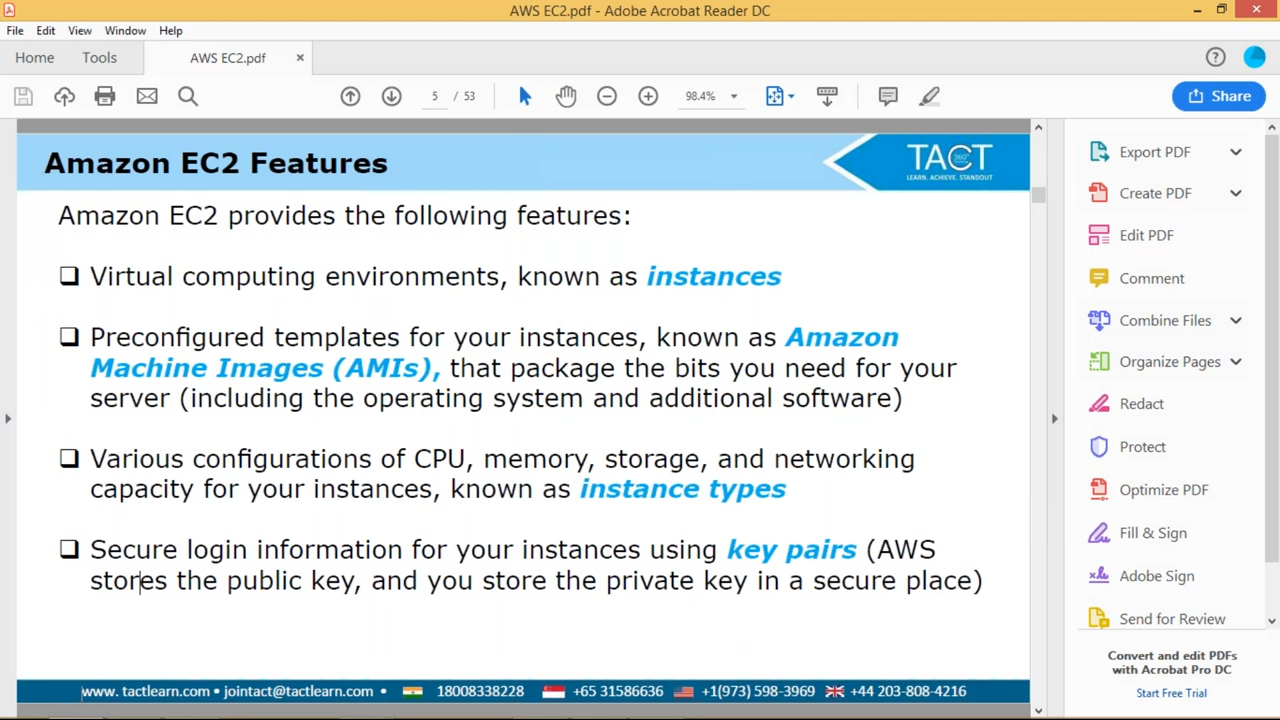 AWS EC2.pdf - Adobe Acrobat Reader DC
File Edit View Window Help
Home Tools AWS EC2.pdf
5 / 53 98.4% Share
Amazon EC2 Features
TACT
360°
LEARN. ACHIEVE. STANDOUT
Amazon EC2 provides the following features:
Virtual computing environments, known as instances
Preconfigured templates for your instances, known as Amazon
Machine Images (AMIs), that package the bits you need for your
server (including the operating system and additional software)
Various configurations of CPU, memory, storage, and networking
capacity for your instances, known as instance types
Secure login information for your instances using key pairs (AWS
stores the public key, and you store the private key in a secure place)
www. tactlearn.com • jointact@tactlearn.com • 18008338228 +65 31586636 +1(973) 598-3969 +44 203-808-4216
Export PDF
Create PDF
Edit PDF
Comment
Combine Files
Organize Pages
Redact
Protect
Optimize PDF
Fill & Sign
Adobe Sign
Send for Review
Convert and edit PDFs
with Acrobat Pro DC
Start Free Trial